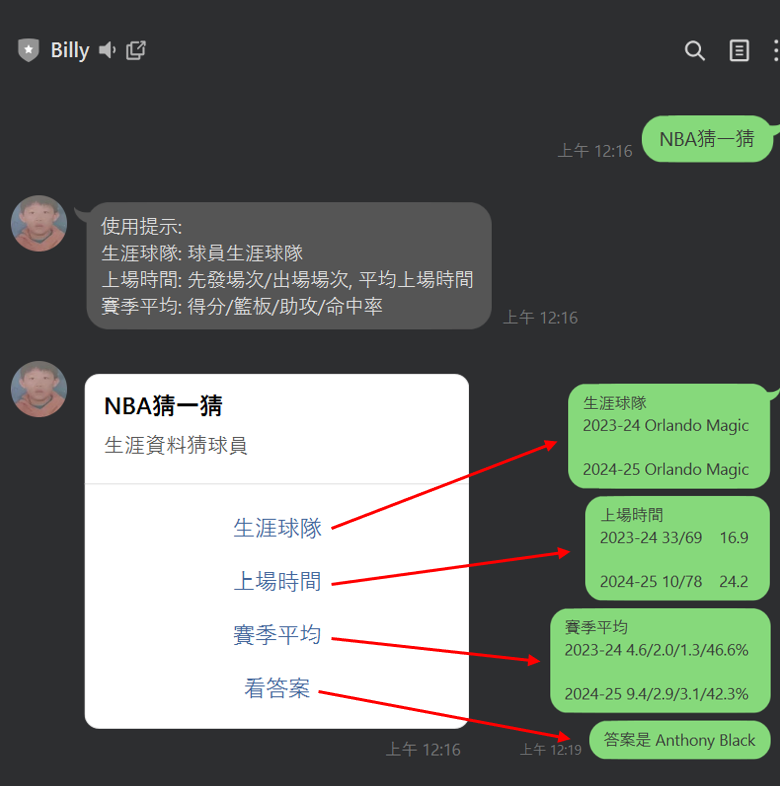 Billy
NBA猜一猜
上午 12:16
使用提示:
生涯球隊: 球員生涯球隊
上場時間: 先發場次/出場場次, 平均上場時間
賽季平均: 得分/籃板/助攻/命中率
上午 12:16
NBA猜一猜
生涯資料猜球員
生涯球隊
上場時間
賽季平均
看答案
上午 12:16
生涯球隊
2023-24 Orlando Magic
2024-25 Orlando Magic
上場時間
2023-24 33/69 16.9
2024-25 10/78 24.2
賽季平均
2023-24 4.6/2.0/1.3/46.6%
2024-25 9.4/2.9/3.1/42.3%
上午 12:19
答案是 Anthony Black